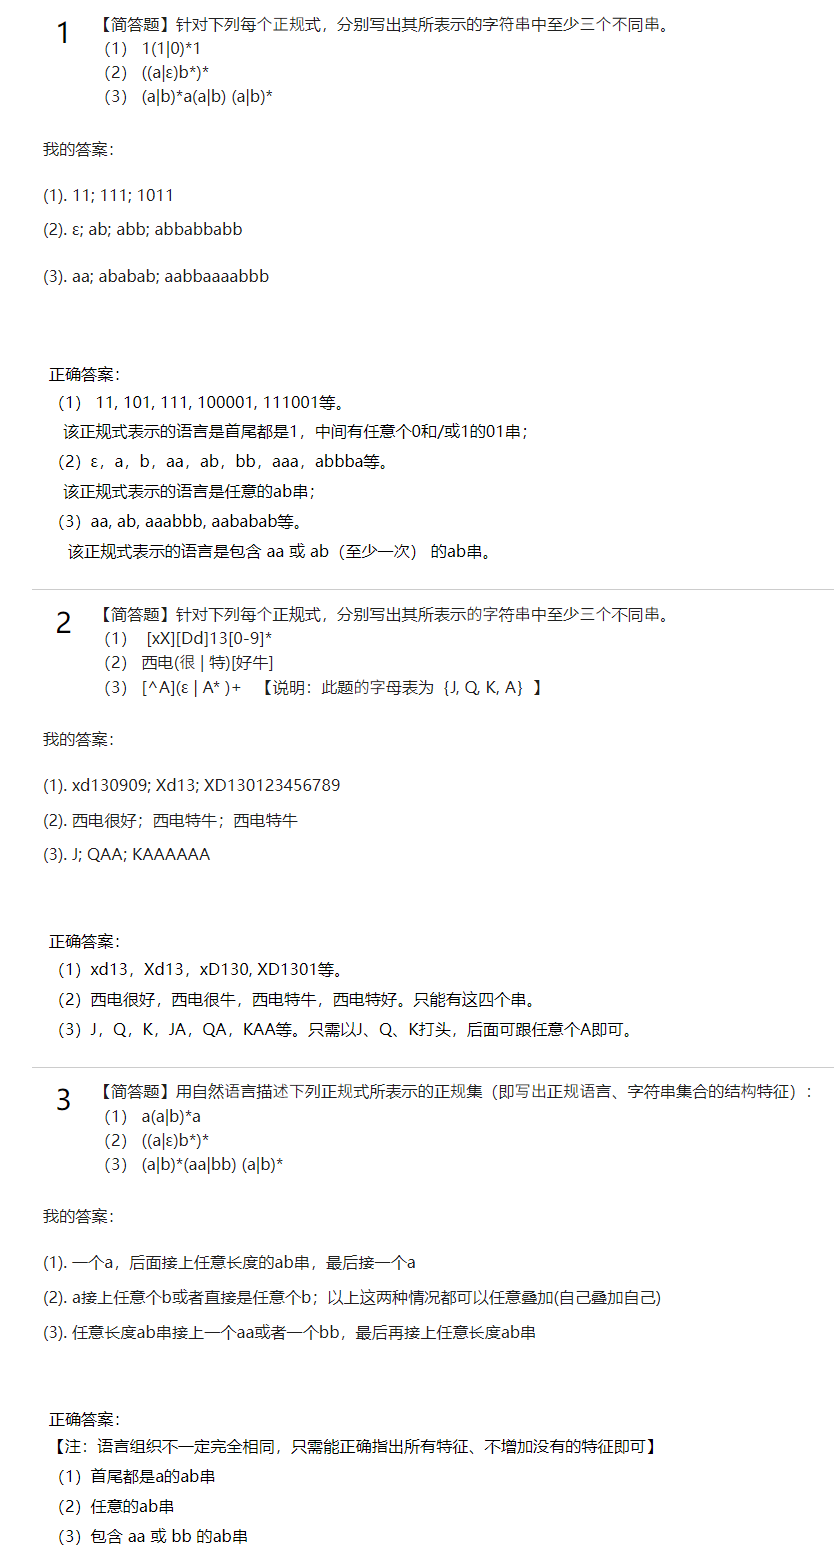 1
【简答题】针对下列每个正规式，分别写出其所表示的字符串中至少三个不同串。
（1） 1(1|0)*1
（2） ((a|ε)b*)*
（3） (a|b)*a(a|b) (a|b)*
我的答案：
(1). 11; 111; 1011
(2). ε; ab; abb; abbabbabb
(3). aa; ababab; aabbaaaabbb
正确答案：
（1） 11, 101, 111, 100001, 111001等。
该正规式表示的语言是首尾都是1，中间有任意个0和/或1的01串；
（2）ε，a，b，aa，ab，bb，aaa，abbba等。
该正规式表示的语言是任意的ab串；
（3）aa, ab, aaabbb, aababab等。
该正规式表示的语言是包含 aa 或 ab（至少一次） 的ab串。
2
【简答题】针对下列每个正规式，分别写出其所表示的字符串中至少三个不同串。
（1） [xX][Dd]13[0-9]*
（2） 西电(很 | 特)[好牛]
（3） [^A](ε | A* )+ 【说明：此题的字母表为｛J, Q, K, A｝】
我的答案：
(1). xd130909; Xd13; XD130123456789
(2). 西电很好；西电特牛；西电特牛
(3). J; QAA; KAAAAAA
正确答案：
（1）xd13，Xd13，xD130, XD1301等。
（2）西电很好，西电很牛，西电特牛，西电特好。只能有这四个串。
（3）J，Q，K，JA，QA，KAA等。只需以J、Q、K打头，后面可跟任意个A即可。
3
【简答题】用自然语言描述下列正规式所表示的正规集（即写出正规语言、字符串集合的结构特征）:
（1） a(a|b)*a
（2） ((a|ε)b*)*
（3） (a|b)*(aa|bb) (a|b)*
我的答案：
(1). 一个a，后面接上任意长度的ab串，最后接一个a
(2). a接上任意个b或者直接是任意个b；以上这两种情况都可以任意叠加(自己叠加自己)
(3). 任意长度ab串接上一个aa或者一个bb，最后再接上任意长度ab串
正确答案：
【注：语言组织不一定完全相同，只需能正确指出所有特征、不增加没有的特征即可】
（1）首尾都是a的ab串
（2）任意的ab串
（3）包含 aa 或 bb 的ab串